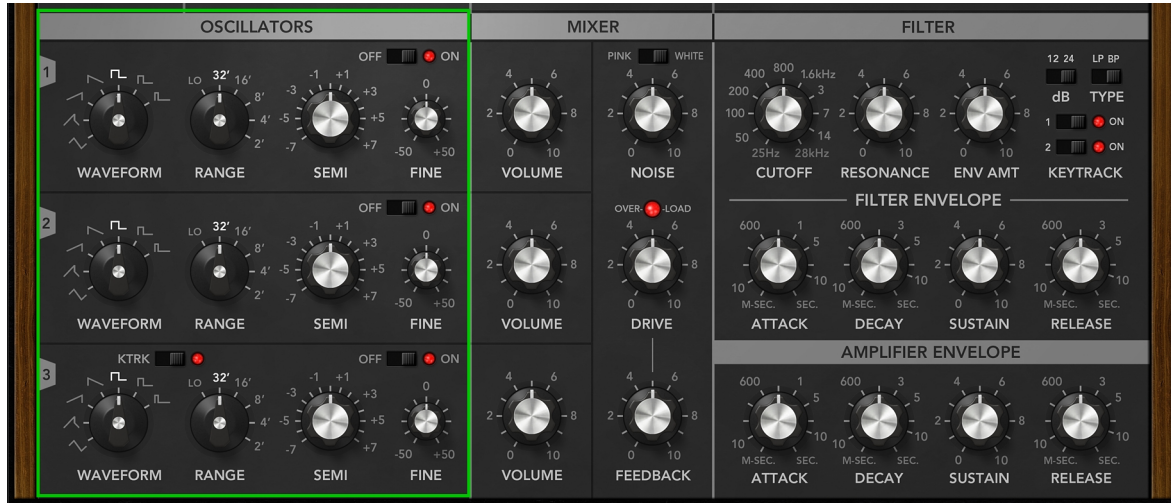 OSCILLATORS MIXER FILTER
1 OFF ON
LO 32' 16' 8' 4' 2'
-7 -5 -3 -1 +1 +3 +5 +7
-50 0 +50
WAVEFORM RANGE SEMI FINE
0 2 4 6 8 10
VOLUME
PINK WHITE
0 2 4 6 8 10
NOISE
25Hz 50 100 200 400 800 1.6kHz 3 7 14 28kHz
0 2 4 6 8 10
0 2 4 6 8 10
CUTOFF RESONANCE ENV AMT
12 24 LP BP
dB TYPE
1 ON
2 ON
KEYTRACK
2 OFF ON
LO 32' 16' 8' 4' 2'
-7 -5 -3 -1 +1 +3 +5 +7
-50 0 +50
WAVEFORM RANGE SEMI FINE
0 2 4 6 8 10
VOLUME
OVER- -LOAD
0 2 4 6 8 10
DRIVE
FILTER ENVELOPE
10 600 1 5 10
M-SEC. SEC.
10 600 3 5 10
M-SEC. SEC.
0 2 4 6 8 10
10 600 3 5 10
M-SEC. SEC.
ATTACK DECAY SUSTAIN RELEASE
3 KTRK OFF ON
LO 32' 16' 8' 4' 2'
-7 -5 -3 -1 +1 +3 +5 +7
-50 0 +50
WAVEFORM RANGE SEMI FINE
0 2 4 6 8 10
VOLUME
0 2 4 6 8 10
FEEDBACK
AMPLIFIER ENVELOPE
10 600 1 5 10
M-SEC. SEC.
10 600 3 5 10
M-SEC. SEC.
0 2 4 6 8 10
10 600 3 5 10
M-SEC. SEC.
ATTACK DECAY SUSTAIN RELEASE